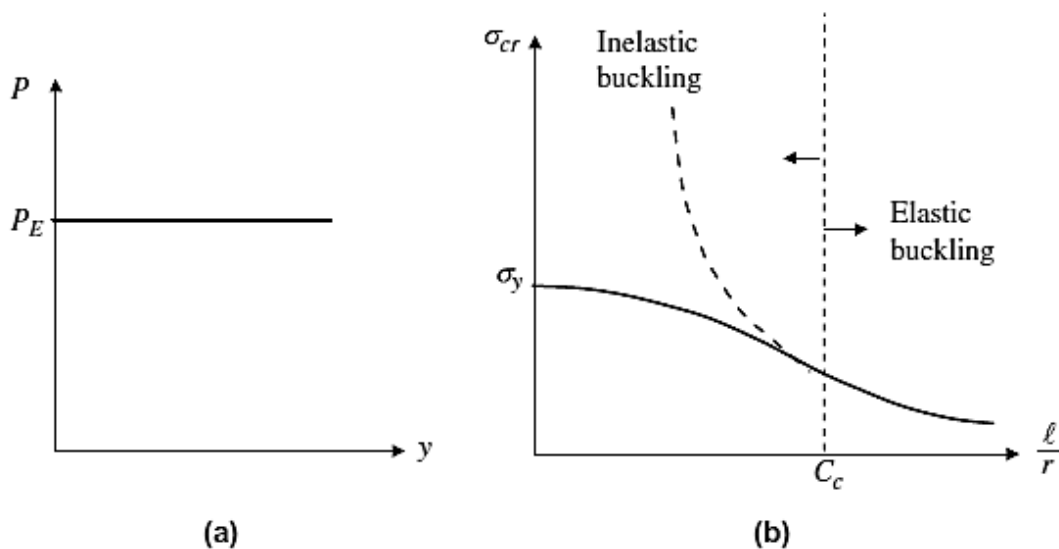 P
P_E
y
(a)
σ_cr
Inelastic
buckling
Elastic
buckling
σ_y
C_c
ℓ/r
(b)